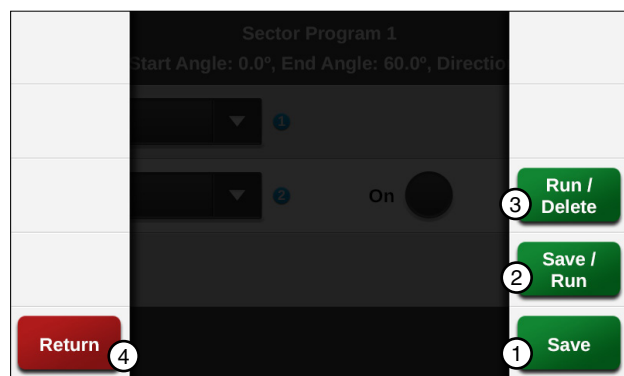 Sector Program 1
Start Angle: 0.0º, End Angle: 60.0º, Directio
1
2
On
Run /
Delete
3
Save /
Run
2
Return
4
Save
1